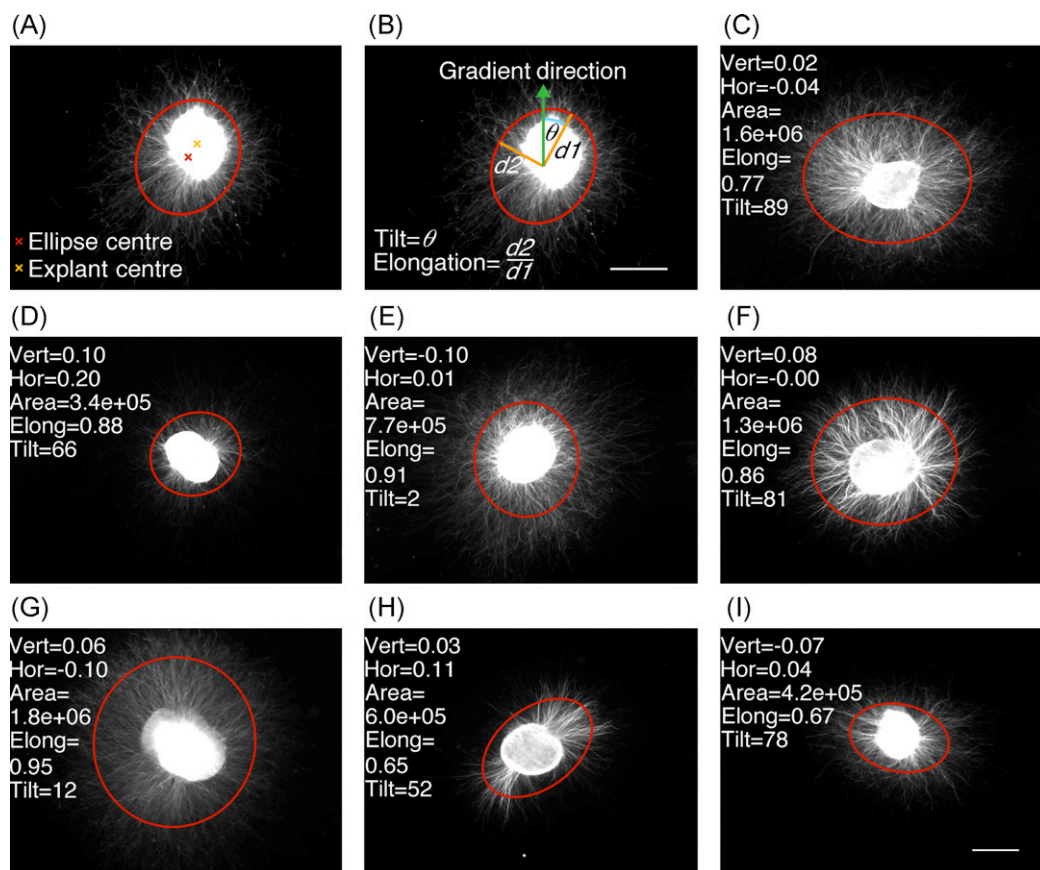 (A)
× Ellipse centre
× Explant centre
(B)
Gradient direction
θ
d1
d2
Tilt=θ
Elongation= d2/d1
(C)
Vert=0.02
Hor=-0.04
Area=
1.6e+06
Elong=
0.77
Tilt=89
(D)
Vert=0.10
Hor=0.20
Area=3.4e+05
Elong=0.88
Tilt=66
(E)
Vert=-0.10
Hor=0.01
Area=
7.7e+05
Elong=
0.91
Tilt=2
(F)
Vert=0.08
Hor=-0.00
Area=
1.3e+06
Elong=
0.86
Tilt=81
(G)
Vert=0.06
Hor=-0.10
Area=
1.8e+06
Elong=
0.95
Tilt=12
(H)
Vert=0.03
Hor=0.11
Area=
6.0e+05
Elong=
0.65
Tilt=52
(I)
Vert=-0.07
Hor=0.04
Area=4.2e+05
Elong=0.67
Tilt=78